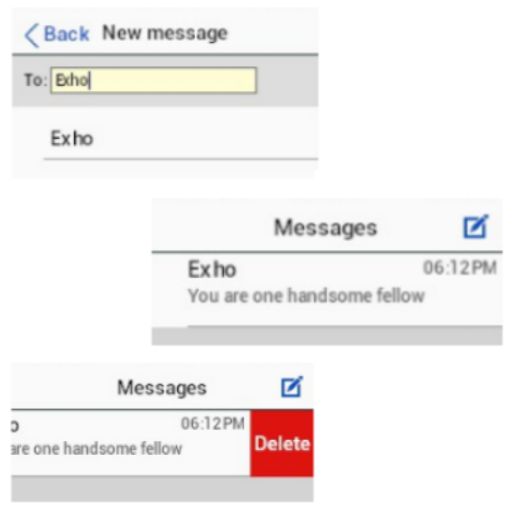 Back New message
To: Exho
Exho
Messages
Exho 06:12PM
You are one handsome fellow
Messages
o 06:12PM
are one handsome fellow
Delete